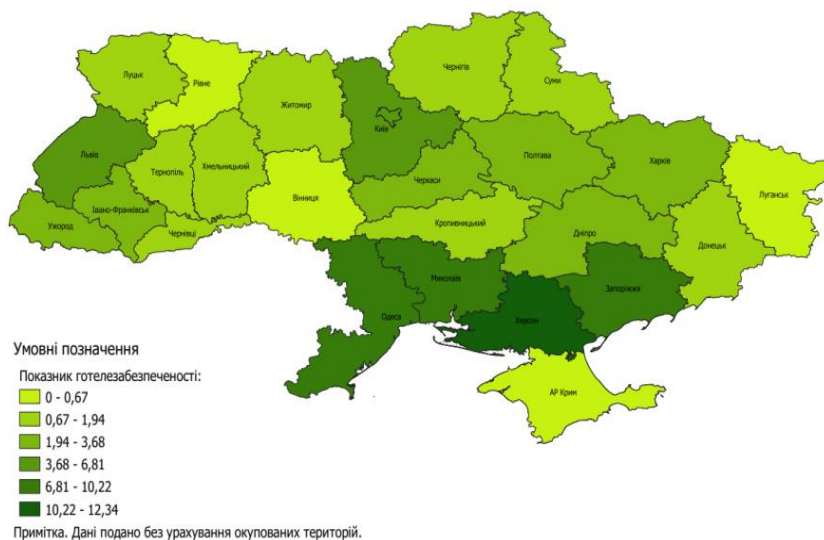 Луцьк
Рівне
Житомир
Чернігів
Суми
Київ
Львів
Тернопіль
Хмельницький
Вінниця
Черкаси
Полтава
Харків
Луганськ
Івано-Франківськ
Ужород
Чернівці
Кропивницький
Дніпро
Донецьк
Миколаїв
Одеса
Херсон
Запоріжжя
АР Крим
Умовні позначення
Показник готелезабпеченості:
0 - 0,67
0,67 - 1,94
1,94 - 3,68
3,68 - 6,81
6,81 - 10,22
10,22 - 12,34
Примітка. Дані подано без урахування окупованих територій.